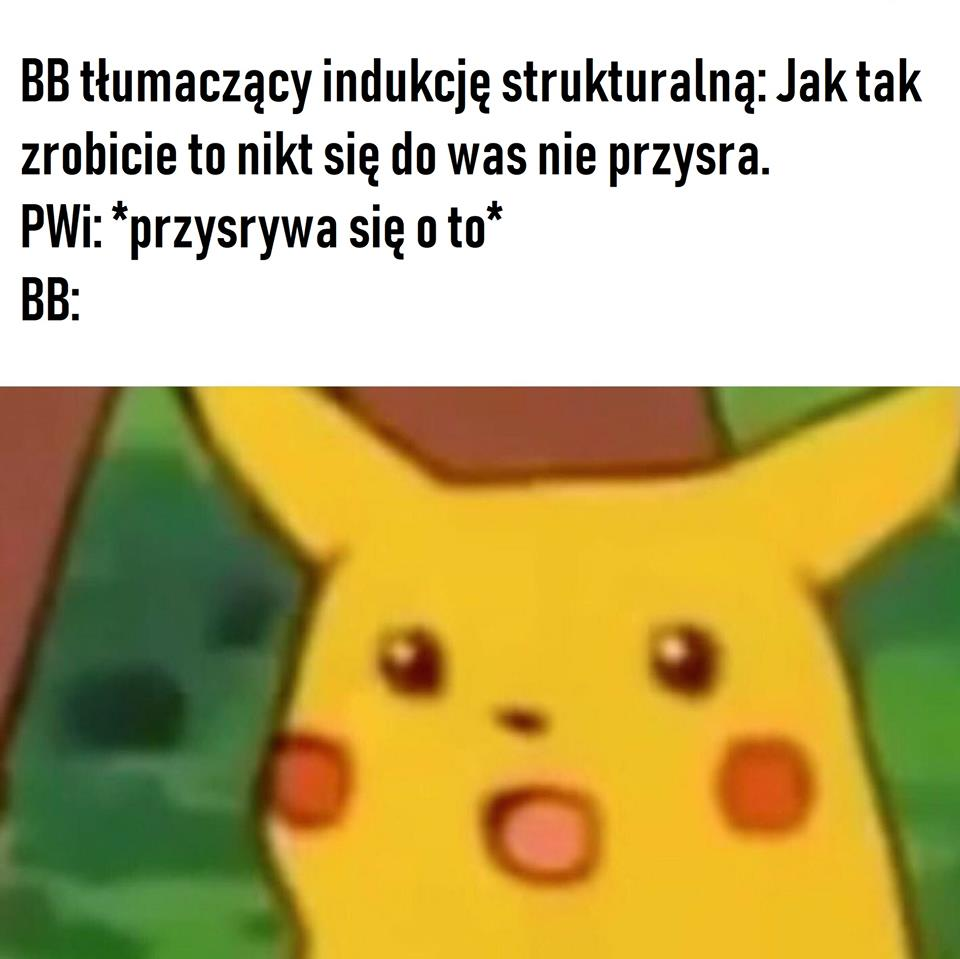 BB tłumaczący indukcję strukturalną: Jak tak
zrobicie to nikt się do was nie przysra.
PWi: *przysrywa się o to*
BB: